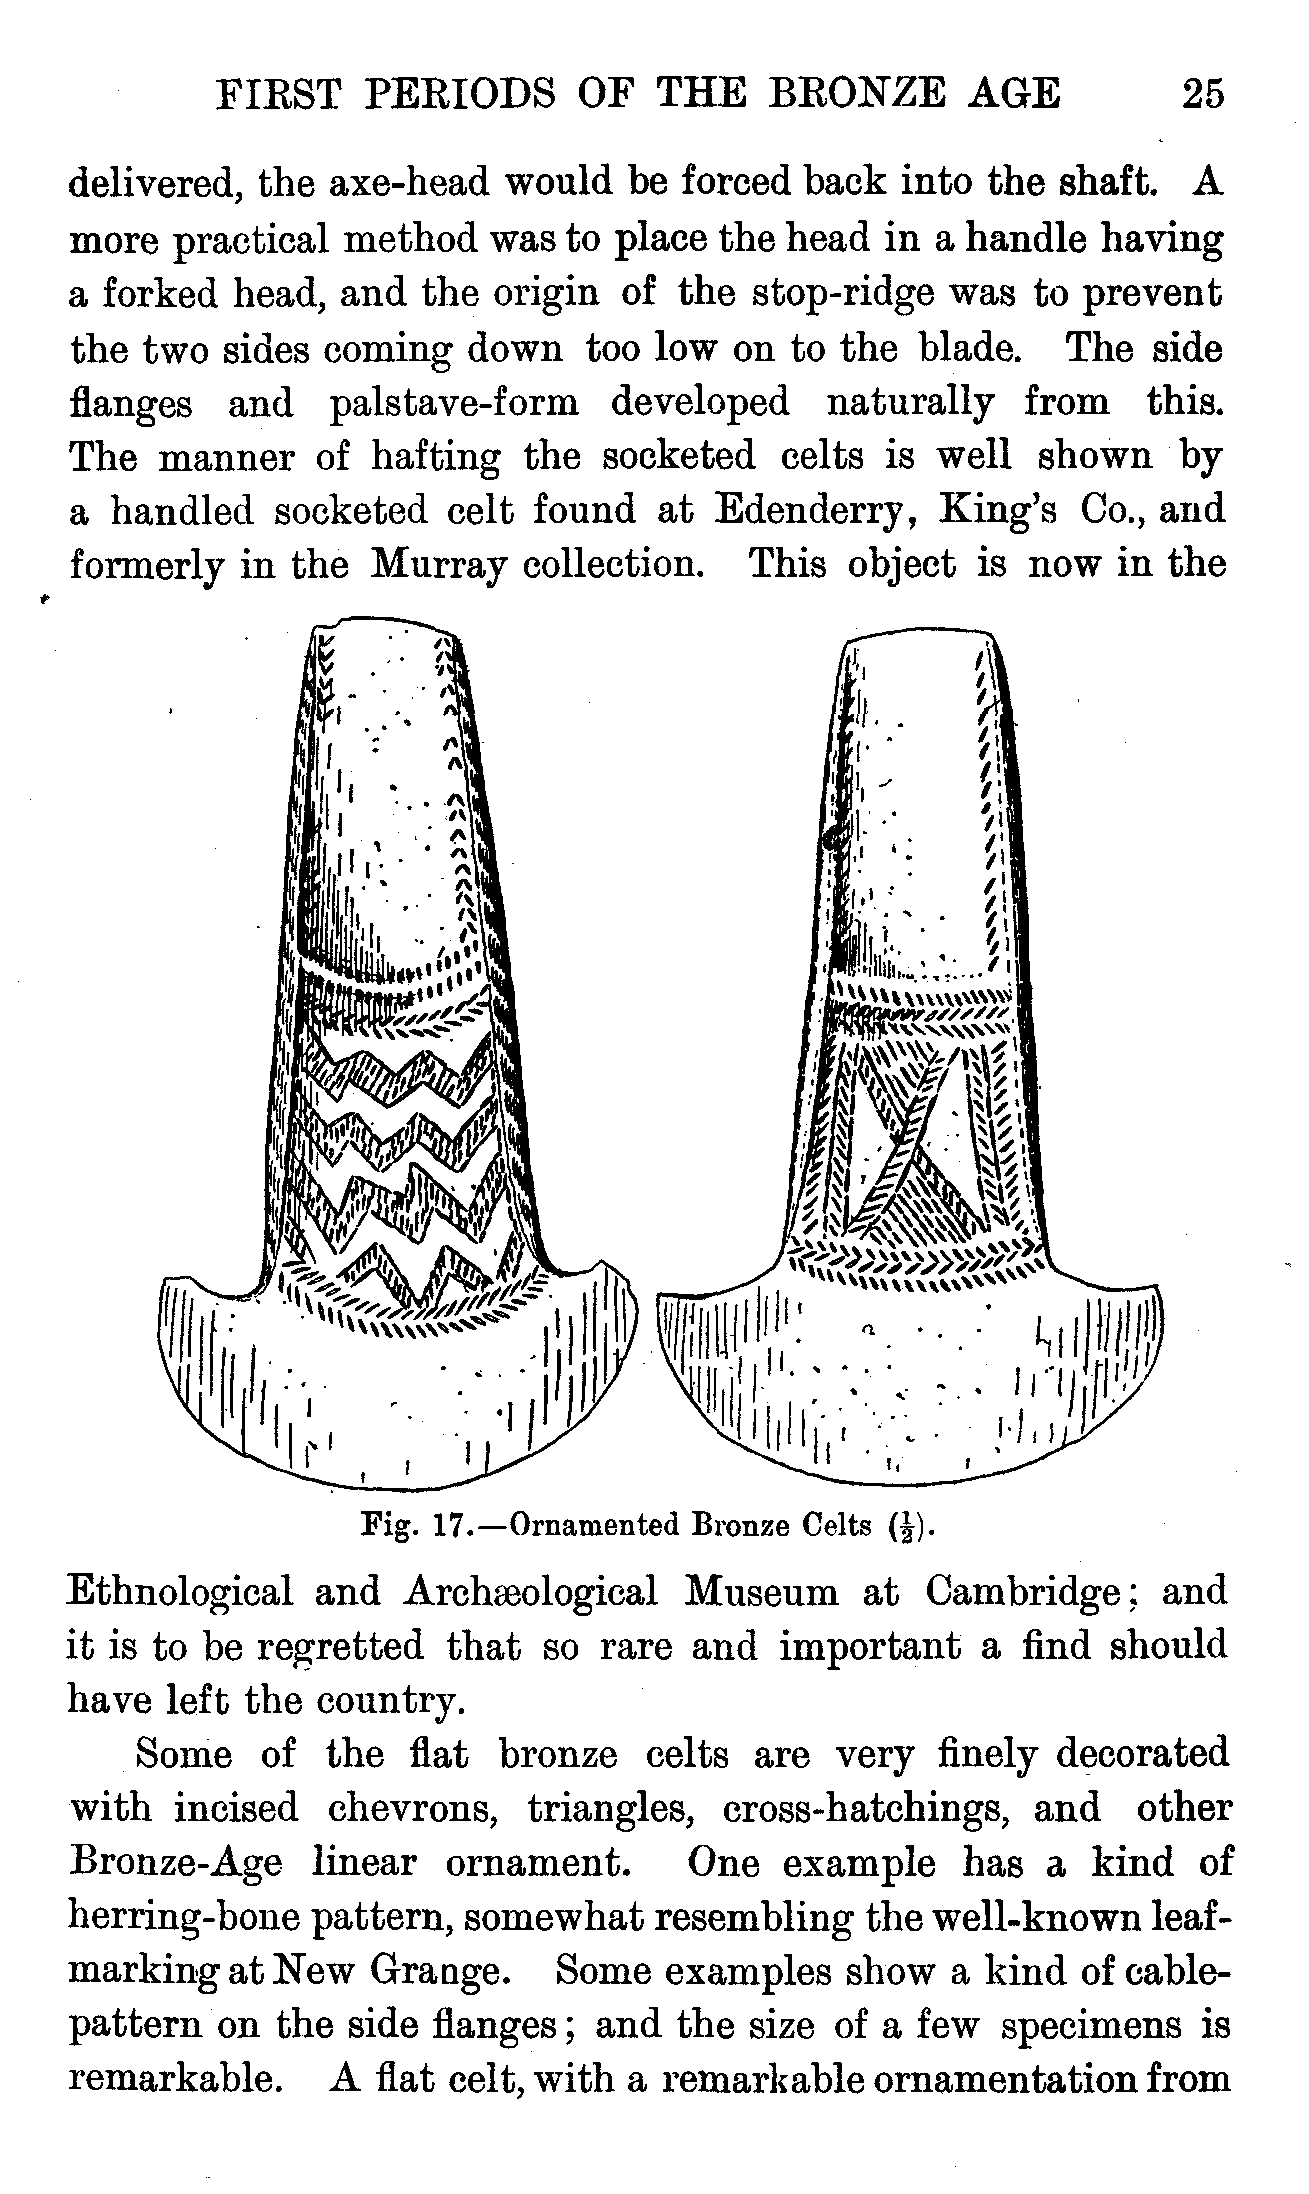 FIRST PERIODS OF THE BRONZE AGE 25
delivered, the axe-head would be forced back into the shaft. A
more practical method was to place the head in a handle having
a forked head, and the origin of the stop-ridge was to prevent
the two sides coming down too low on to the blade. The side
flanges and palstave-form developed naturally from this.
The manner of hafting the socketed celts is well shown by
a handled socketed celt found at Edenderry, King's Co., and
formerly in the Murray collection. This object is now in the
Fig. 17.—Ornamented Bronze Celts (½).
Ethnological and Archæological Museum at Cambridge; and
it is to be regretted that so rare and important a find should
have left the country.
Some of the flat bronze celts are very finely decorated
with incised chevrons, triangles, cross-hatchings, and other
Bronze-Age linear ornament. One example has a kind of
herring-bone pattern, somewhat resembling the well-known leaf-
marking at New Grange. Some examples show a kind of cable-
pattern on the side flanges; and the size of a few specimens is
remarkable. A flat celt, with a remarkable ornamentation from